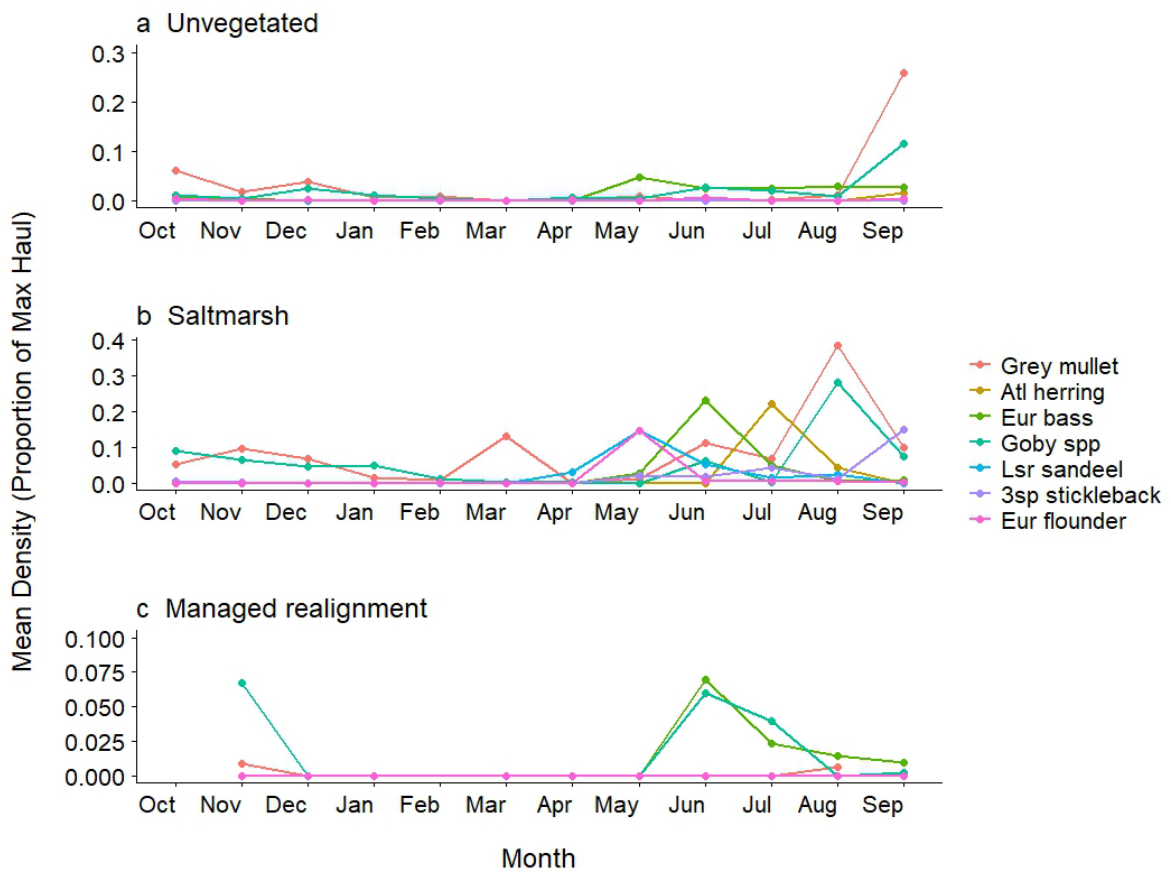 a Unvegetated
0.3
0.2
0.1
0.0
Oct Nov Dec Jan Feb Mar Apr May Jun Jul Aug Sep
Mean Density (Proportion of Max Haul)
b Saltmarsh
0.4
0.3
0.2
0.1
0.0
Oct Nov Dec Jan Feb Mar Apr May Jun Jul Aug Sep
Grey mullet
Atl herring
Eur bass
Goby spp
Lsr sandeel
3sp stickleback
Eur flounder
c Managed realignment
0.100
0.075
0.050
0.025
0.000
Oct Nov Dec Jan Feb Mar Apr May Jun Jul Aug Sep
Month